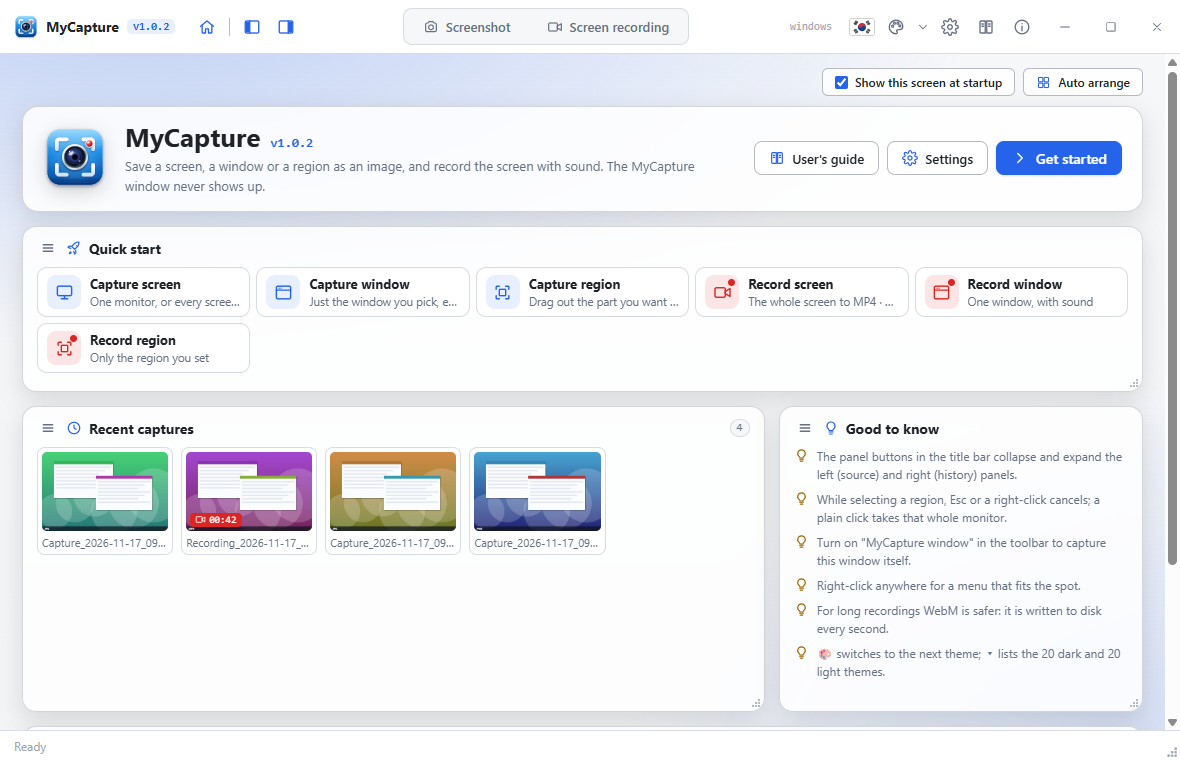 MyCapture v1.0.2
Screenshot
Screen recording
windows
Show this screen at startup
Auto arrange
MyCapture v1.0.2
Save a screen, a window or a region as an image, and record the screen with sound. The MyCapture
window never shows up.
User's guide
Settings
Get started
Quick start
Capture screen
One monitor, or every scree...
Capture window
Just the window you pick, e...
Capture region
Drag out the part you want ...
Record screen
The whole screen to MP4 · ...
Record window
One window, with sound
Record region
Only the region you set
Recent captures
4
00:42
Capture_2026-11-17_09...
Recording_2026-11-17_...
Capture_2026-11-17_09...
Capture_2026-11-17_09...
Good to know
The panel buttons in the title bar collapse and expand the
left (source) and right (history) panels.
While selecting a region, Esc or a right-click cancels; a
plain click takes that whole monitor.
Turn on "MyCapture window" in the toolbar to capture
this window itself.
Right-click anywhere for a menu that fits the spot.
For long recordings WebM is safer: it is written to disk
every second.
switches to the next theme; ▾ lists the 20 dark and 20
light themes.
Ready